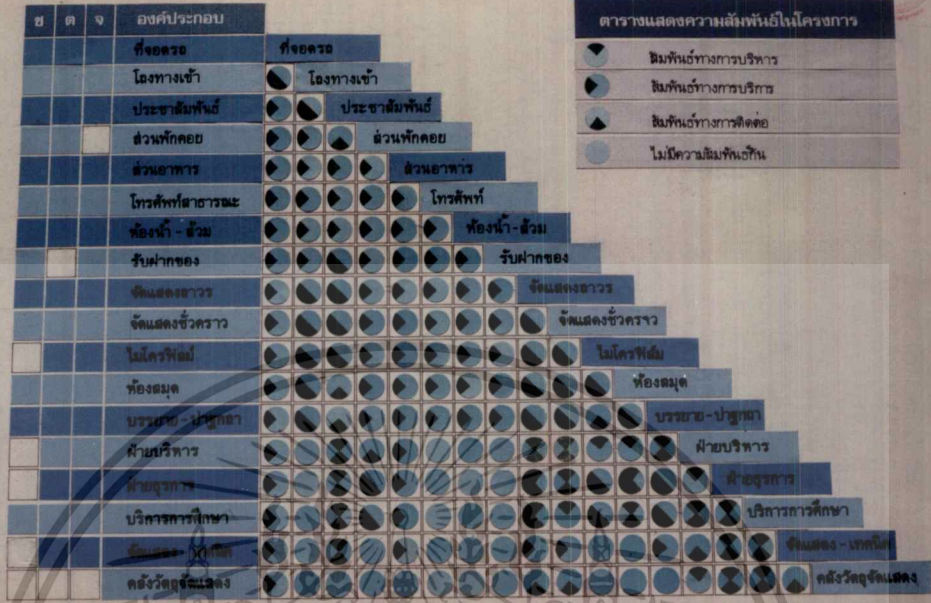 ช ต จ องค์ประกอบ
ที่จอดรถ ที่จอดรถ
โถงทางเข้า โถงทางเข้า
ประชาสัมพันธ์ ประชาสัมพันธ์
ส่วนพักคอย ส่วนพักคอย
ส่วนอาหาร ส่วนอาหาร
โทรศัพท์สาธารณะ โทรศัพท์
ห้องน้ำ - ส้วม ห้องน้ำ - ส้วม
รับฝากของ รับฝากของ
จัดแสดงถาวร จัดแสดงถาวร
จัดแสดงชั่วคราว จัดแสดงชั่วคราว
ไมโครฟิล์ม ไมโครฟิล์ม
ห้องสมุด ห้องสมุด
บรรยาย - ปาฐกถา บรรยาย - ปาฐกถา
ฝ่ายบริหาร ฝ่ายบริหาร
ฝ่ายธุรการ ฝ่ายธุรการ
บริการการศึกษา บริการการศึกษา
จัดแสดง - เทคนิค จัดแสดง - เทคนิค
คลังวัตถุจัดแสดง คลังวัตถุจัดแสดง
ตารางแสดงความสัมพันธ์ในโครงการ
สัมพันธ์ทางการบริหาร
สัมพันธ์ทางการบริการ
สัมพันธ์ทางการติดต่อ
ไม่มีความสัมพันธ์กัน